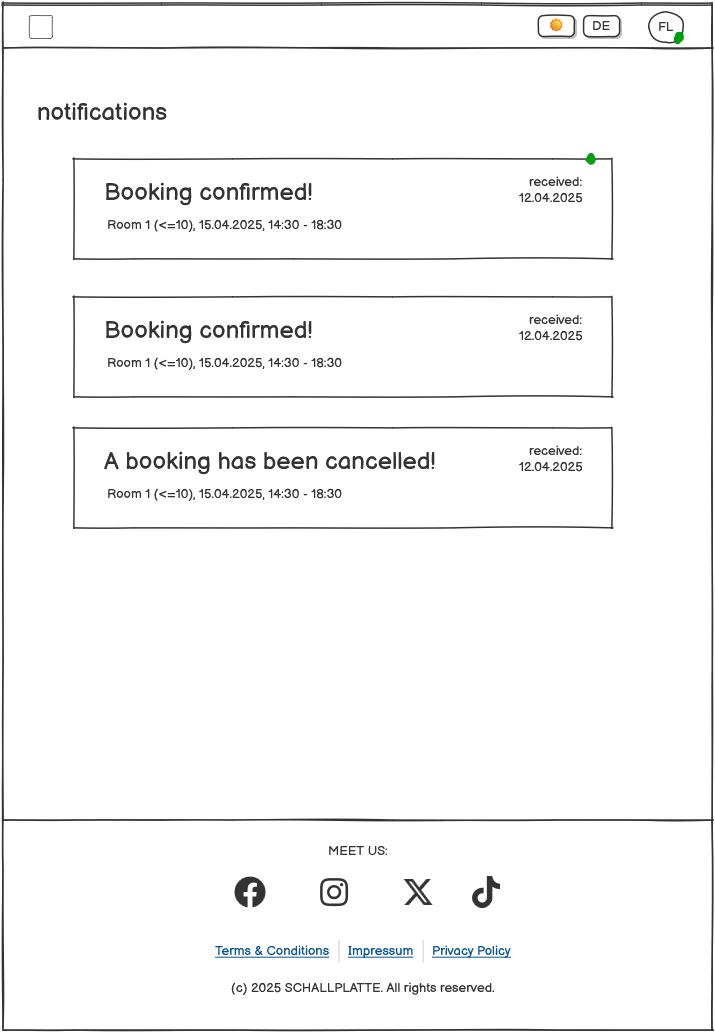 DE
FL
notifications
Booking confirmed!
received:
12.04.2025
Room 1 (<=10), 15.04.2025, 14:30 - 18:30
Booking confirmed!
received:
12.04.2025
Room 1 (<=10), 15.04.2025, 14:30 - 18:30
A booking has been cancelled!
received:
12.04.2025
Room 1 (<=10), 15.04.2025, 14:30 - 18:30
MEET US:
Terms & Conditions Impressum Privacy Policy
(c) 2025 SCHALLPLATTE. All rights reserved.